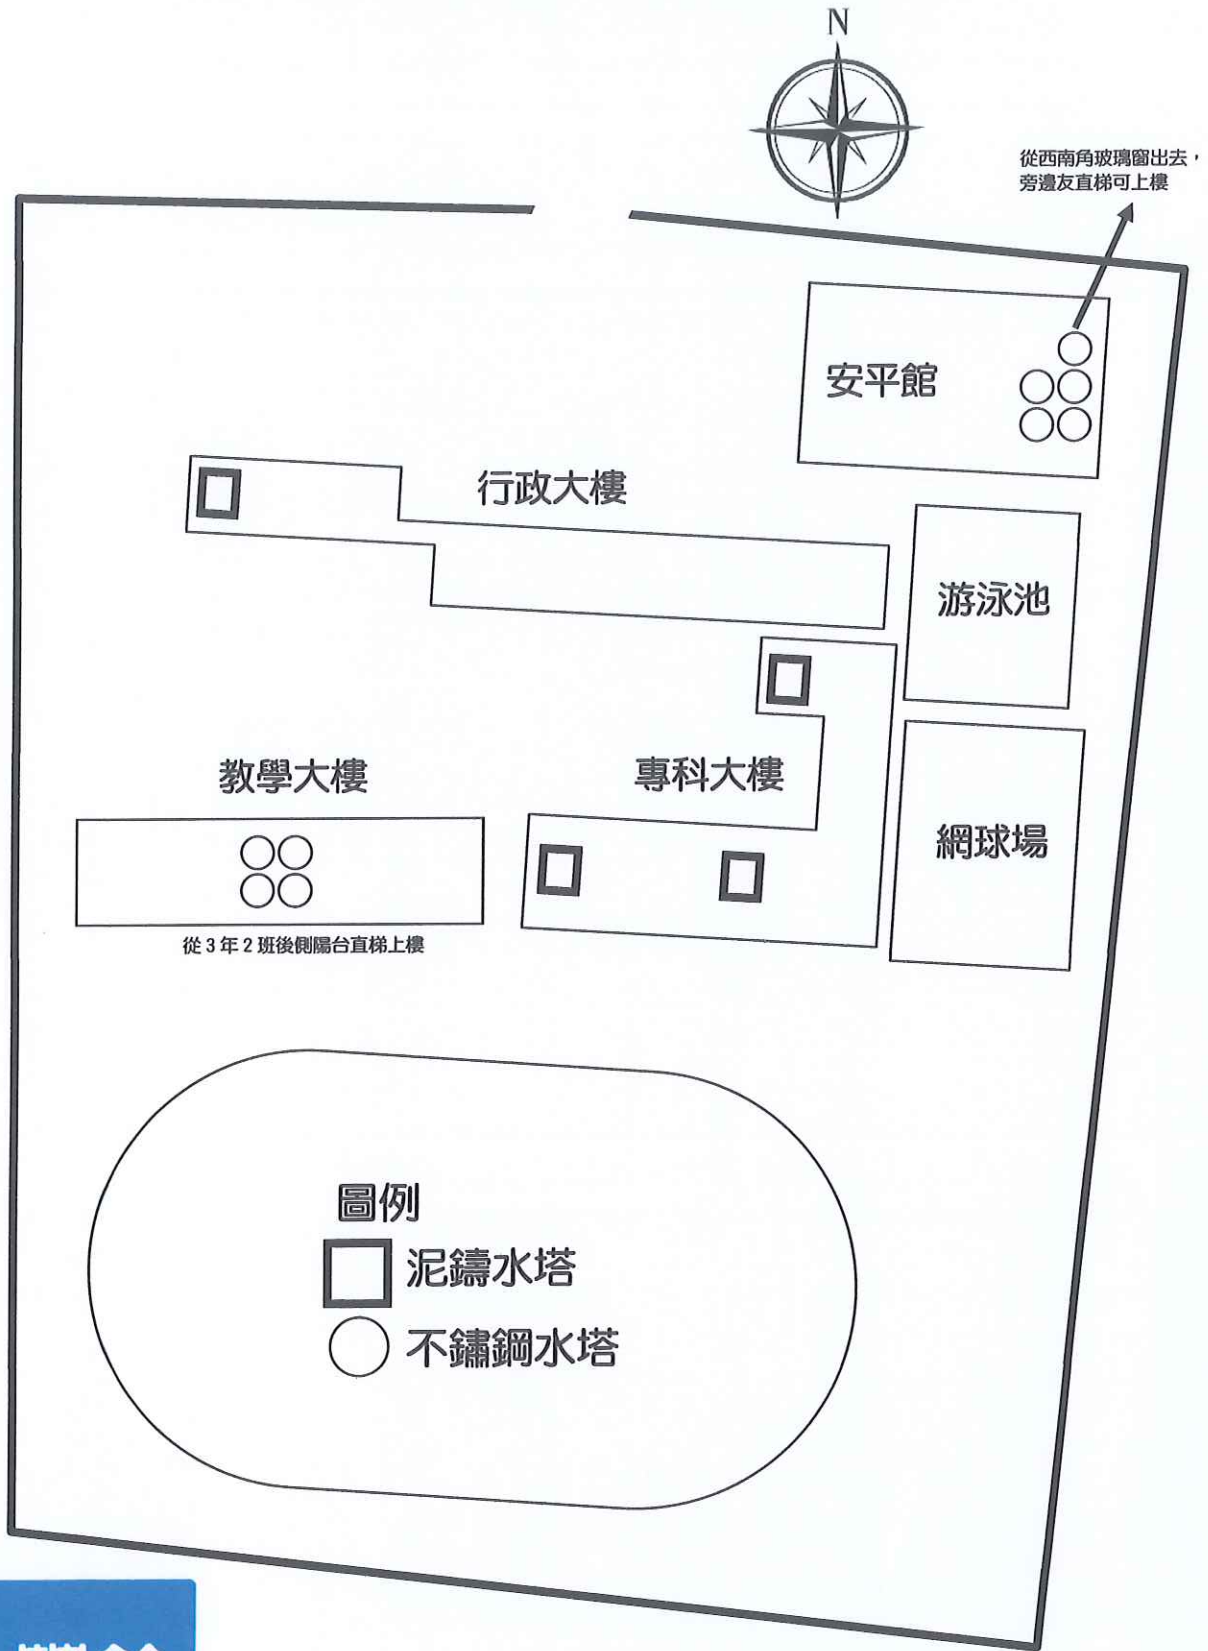 N
從西南角玻璃窗出去，
旁邊友直梯可上樓
安平館
行政大樓
游泳池
教學大樓
專科大樓
網球場
從 3 年 2 班後側陽台直梯上樓
圖例
泥鑄水塔
不鏽鋼水塔